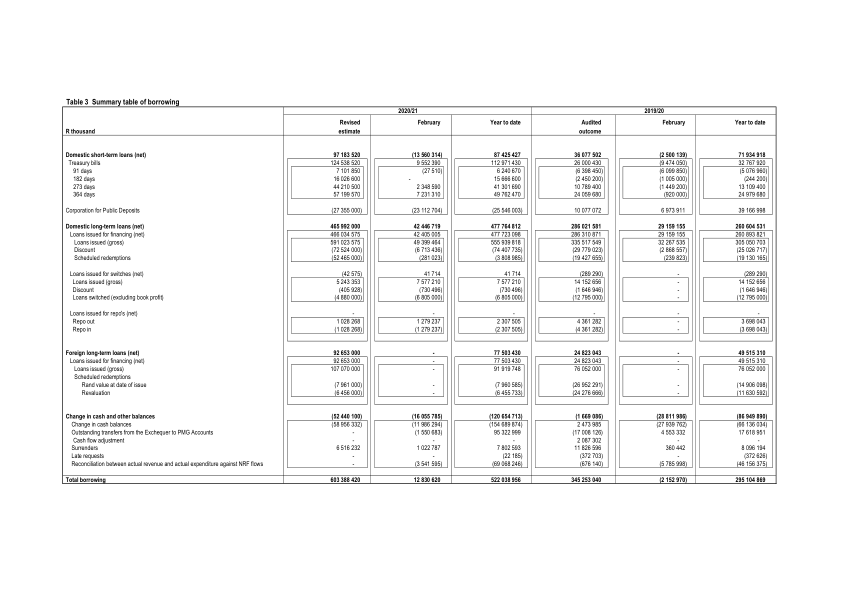 Table 3 Summary table of borrowing
2020/21 2019/20
Revised February Year to date Audited February Year to date
R thousand estimate outcome
Domestic short-term loans (net) 97 183 520 (13 560 314) 87 425 427 36 077 502 (2 500 139) 71 934 918
Treasury bills 124 538 520 9 552 390 112 971 430 26 000 430 (9 474 050) 32 767 920
91 days 7 101 850 (27 510) 6 240 670 (6 398 450) (6 099 850) (5 076 960)
182 days 16 026 600 - 15 666 600 (2 450 200) (1 005 000) (244 200)
273 days 44 210 500 2 348 590 41 301 690 10 789 400 (1 449 200) 13 109 400
364 days 57 199 570 7 231 310 49 762 470 24 059 680 (920 000) 24 979 680
Corporation for Public Deposits (27 355 000) (23 112 704) (25 546 003) 10 077 072 6 973 911 39 166 998
Domestic long-term loans (net) 465 992 000 42 446 719 477 764 812 286 021 581 29 159 155 260 604 531
Loans issued for financing (net) 466 034 575 42 405 005 477 723 098 286 310 871 29 159 155 260 893 821
Loans issued (gross) 591 023 575 49 399 464 555 939 818 335 517 549 32 267 535 305 050 703
Discount (72 524 000) (6 713 436) (74 407 735) (29 779 023) (2 868 557) (25 026 717)
Scheduled redemptions (52 465 000) (281 023) (3 808 985) (19 427 655) (239 823) (19 130 165)
Loans issued for switches (net) (42 575) 41 714 41 714 (289 290) - (289 290)
Loans issued (gross) 5 243 353 7 577 210 7 577 210 14 152 656 - 14 152 656
Discount (405 928) (730 496) (730 496) (1 646 946) - (1 646 946)
Loans switched (excluding book profit) (4 880 000) (6 805 000) (6 805 000) (12 795 000) - (12 795 000)
Loans issued for repo's (net) - - - - - -
Repo out 1 028 268 1 279 237 2 307 505 4 361 282 - 3 698 043
Repo in (1 028 268) (1 279 237) (2 307 505) (4 361 282) - (3 698 043)
Foreign long-term loans (net) 92 653 000 - 77 503 430 24 823 043 - 49 515 310
Loans issued for financing (net) 92 653 000 - 77 503 430 24 823 043 - 49 515 310
Loans issued (gross) 107 070 000 - 91 919 748 76 052 000 - 76 052 000
Scheduled redemptions
Rand value at date of issue (7 961 000) - (7 960 585) (26 952 291) - (14 906 098)
Revaluation (6 456 000) - (6 455 733) (24 276 666) - (11 630 592)
Change in cash and other balances (52 440 100) (16 055 785) (120 654 713) (1 669 086) (28 811 986) (86 949 890)
Change in cash balances (58 956 332) (11 986 294) (154 689 874) 2 473 985 (27 939 762) (66 136 034)
Outstanding transfers from the Exchequer to PMG Accounts - (1 550 683) 95 322 999 (17 008 126) 4 553 332 17 618 951
Cash flow adjustment - - - 2 087 302 - -
Surrenders 6 516 232 1 022 787 7 802 593 11 826 596 360 442 8 096 194
Late requests - - (22 185) (372 703) - (372 626)
Reconciliation between actual revenue and actual expenditure against NRF flows - (3 541 595) (69 068 246) (676 140) (5 785 998) (46 156 375)
Total borrowing 603 388 420 12 830 620 522 038 956 345 253 040 (2 152 970) 295 104 869